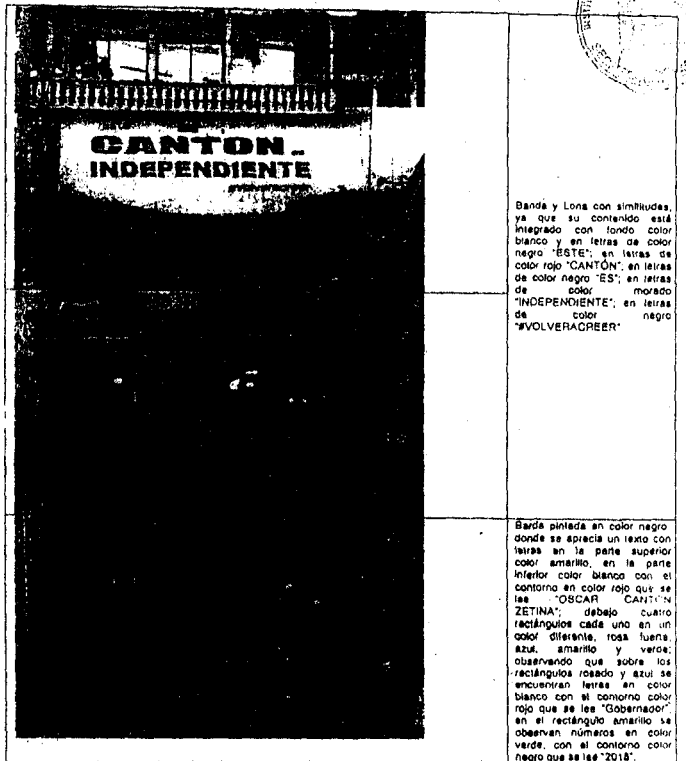 CANTON ES
INDEPENDIENTE
Banda y Lona con similitudes,
ya que su contenido está
integrado con fondo color
blanco y en letras de color
negro "ESTE"; en letras de
color rojo "CANTÓN", en letras
de color negro "ES"; en letras
de color morado
"INDEPENDIENTE"; en letras
de color negro
"#VOLVERACREER"
Barda pintada en color negro
donde se aprecia un texto con
letras en la parte superior
color amarillo, en la parte
inferior color blanco con el
contorno en color rojo que se
lee "OSCAR CANTÓN
ZETINA"; debajo cuatro
rectángulos cada uno en un
color diferente, rosa fuerte,
azul, amarillo y verde;
observando que sobre los
rectángulos rosado y azul se
encuentran letras en color
blanco con el contorno color
rojo que se lee "Gobernador",
en el rectángulo amarillo se
observan números en color
verde, con el contorno color
negro que se lee "2018".